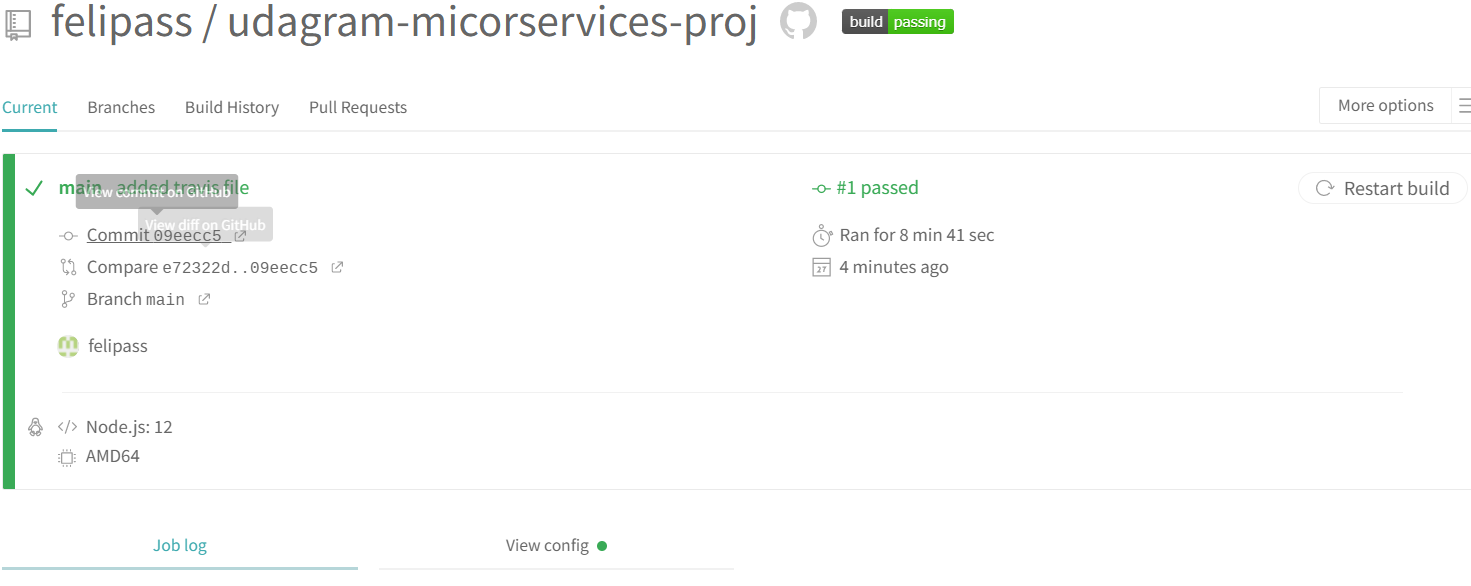 felipass / udagram-micorservices-proj build passing
Current Branches Build History Pull Requests More options
main added travis file
View commit on GitHub
#1 passed
Restart build
View diff on GitHub
Commit 09eecc5
Ran for 8 min 41 sec
Compare e72322d..09eecc5
27
4 minutes ago
Branch main
felipass
</> Node.js: 12
AMD64
Job log View config